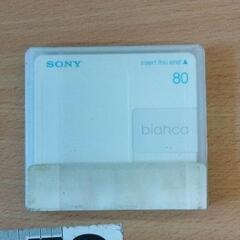 SONY
insert this end ▲
80
bianca